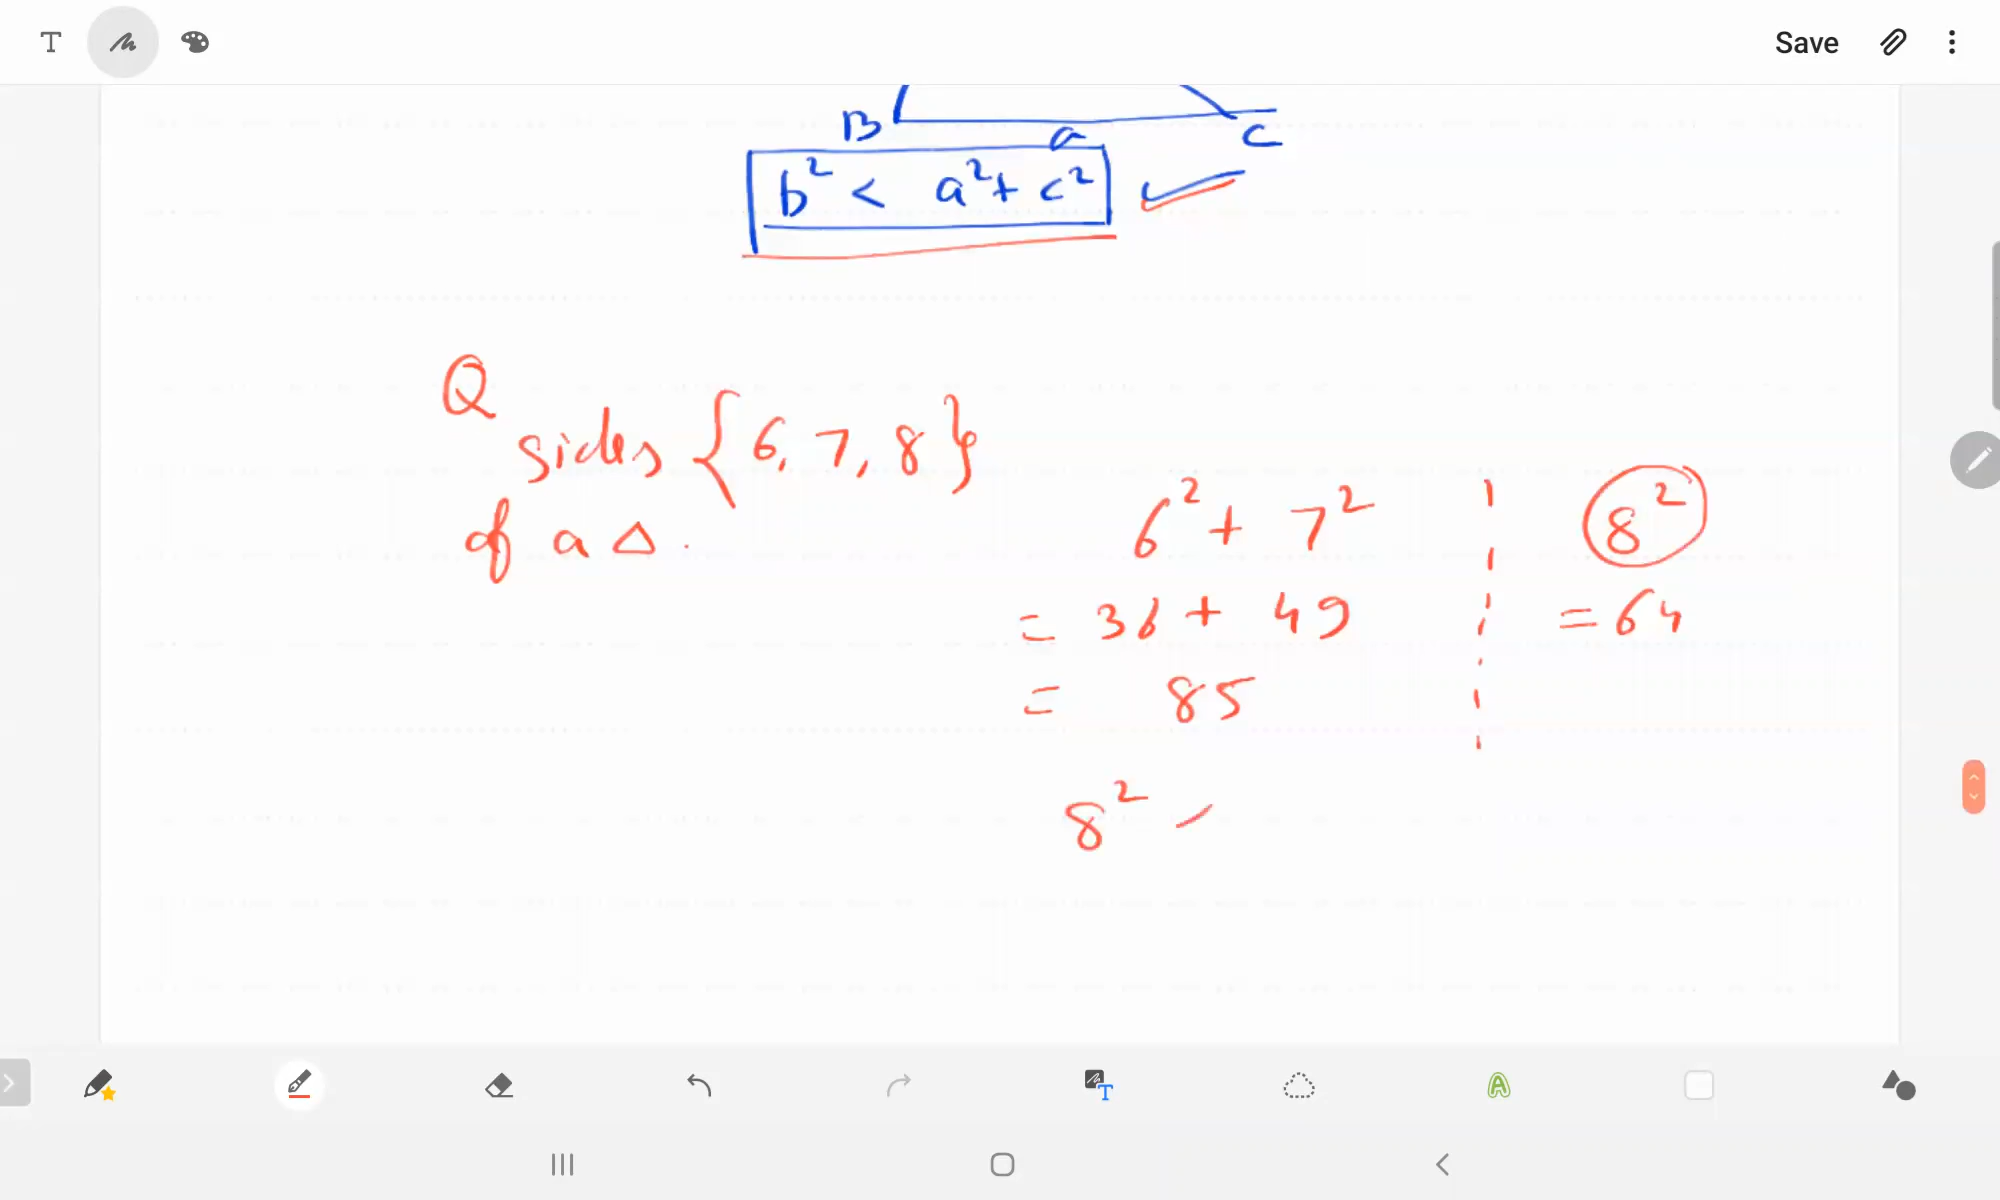 T Save
B a C
b² < a² + c²
Q
sides {6, 7, 8}
of a Δ.
6² + 7² 8²
= 36 + 49 = 64
= 85
8²
T A